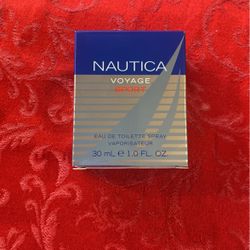 NAUTICA
VOYAGE
SPORT
EAU DE TOILETTE SPRAY
VAPORISATEUR
30 mL ℮ 1.0 FL. OZ.